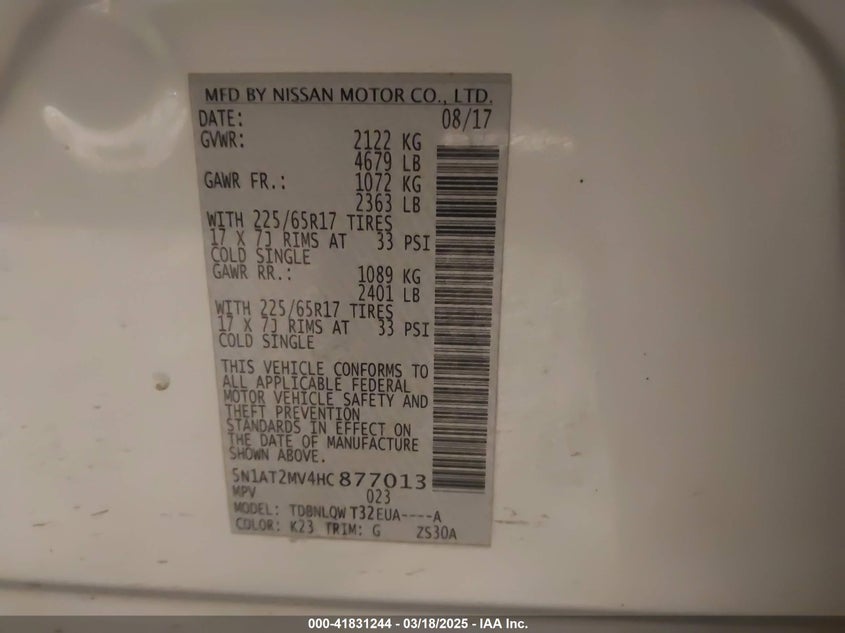 MFD BY NISSAN MOTOR CO., LTD.
DATE: 08/17
GVWR: 2122 KG
4679 LB
GAWR FR.: 1072 KG
2363 LB
WITH 225/65R17 TIRES
17 X 7J RIMS AT 33 PSI
COLD SINGLE
GAWR RR.: 1089 KG
2401 LB
WITH 225/65R17 TIRES
17 X 7J RIMS AT 33 PSI
COLD SINGLE
THIS VEHICLE CONFORMS TO
ALL APPLICABLE FEDERAL
MOTOR VEHICLE SAFETY AND
THEFT PREVENTION
STANDARDS IN EFFECT ON
THE DATE OF MANUFACTURE
SHOWN ABOVE.
5N1AT2MV4HC877013
MPV 023
MODEL: TDBNLQW T32EUA----A
COLOR: K23 TRIM: G ZS30A
000-41831244 / 03/18/2025 - IAA Inc.